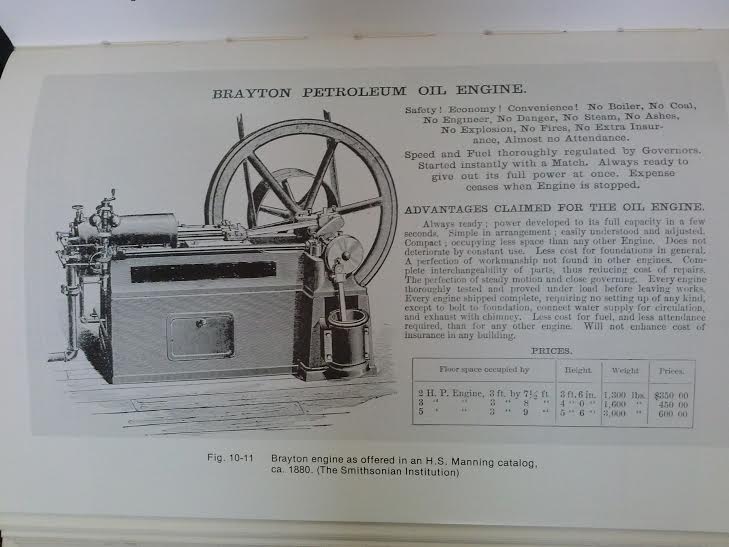 BRAYTON PETROLEUM OIL ENGINE.
Safety! Economy! Convenience! No Boiler, No Coal,
No Engineer, No Danger, No Steam, No Ashes,
No Explosion, No Fires, No Extra Insur-
ance, Almost no Attendance.
Speed and Fuel thoroughly regulated by Governors.
Started instantly with a Match. Always ready to
give out its full power at once. Expense
ceases when Engine is stopped.
ADVANTAGES CLAIMED FOR THE OIL ENGINE.
Always ready; power developed to its full capacity in a few
seconds. Simple in arrangement; easily understood and adjusted.
Compact; occupying less space than any other Engine. Does not
deteriorate by constant use. Less cost for foundations in general.
A perfection of workmanship not found in other engines. Com-
plete interchangeability of parts, thus reducing cost of repairs.
The perfection of steady motion and close governing. Every engine
thoroughly tested and proved under load before leaving works.
Every engine shipped complete, requiring no setting up of any kind,
except to bolt to foundation, connect water supply for circulation,
and exhaust with chimney. Less cost for fuel, and less attendance
required, than for any other engine. Will not enhance cost of
insurance in any building.
PRICES.
Floor space occupied by Height. Weight Prices.
2 H. P. Engine, 3 ft. by 7½ ft 3 ft. 6 in. 1,300 lbs. $350 00
3 " " 3 " 8 " 4 " 0 " 1,600 " 450 00
5 " " 3 " 9 " 5 " 6 " 3,000 " 600 00
Fig. 10-11 Brayton engine as offered in an H.S. Manning catalog,
ca. 1880. (The Smithsonian Institution)